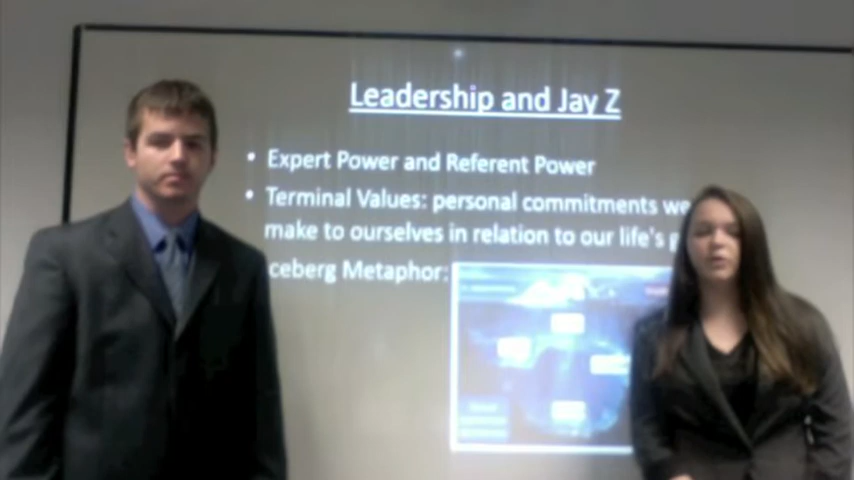 Leadership and Jay Z
• Expert Power and Referent Power
• Terminal Values: personal commitments we
make to ourselves in relation to our life's
ceberg Metaphor: